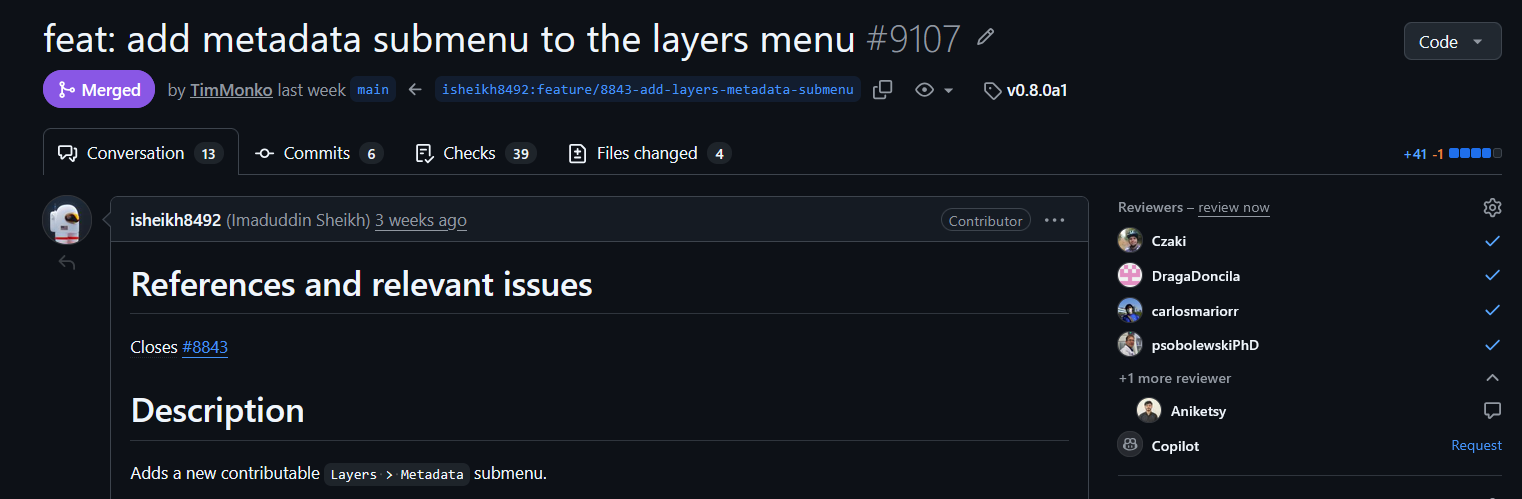 feat: add metadata submenu to the layers menu #9107
Code
Merged by TimMonko last week main ← isheikh8492:feature/8843-add-layers-metadata-submenu v0.8.0a1
Conversation 13 Commits 6 Checks 39 Files changed 4 +41 -1
isheikh8492 (Imaduddin Sheikh) 3 weeks ago Contributor
References and relevant issues
Closes #8843
Description
Adds a new contributable Layers > Metadata submenu.
Reviewers – review now
Czaki
DragaDoncila
carlosmariorr
psobolewskiPhD
+1 more reviewer
Aniketsy
Copilot Request